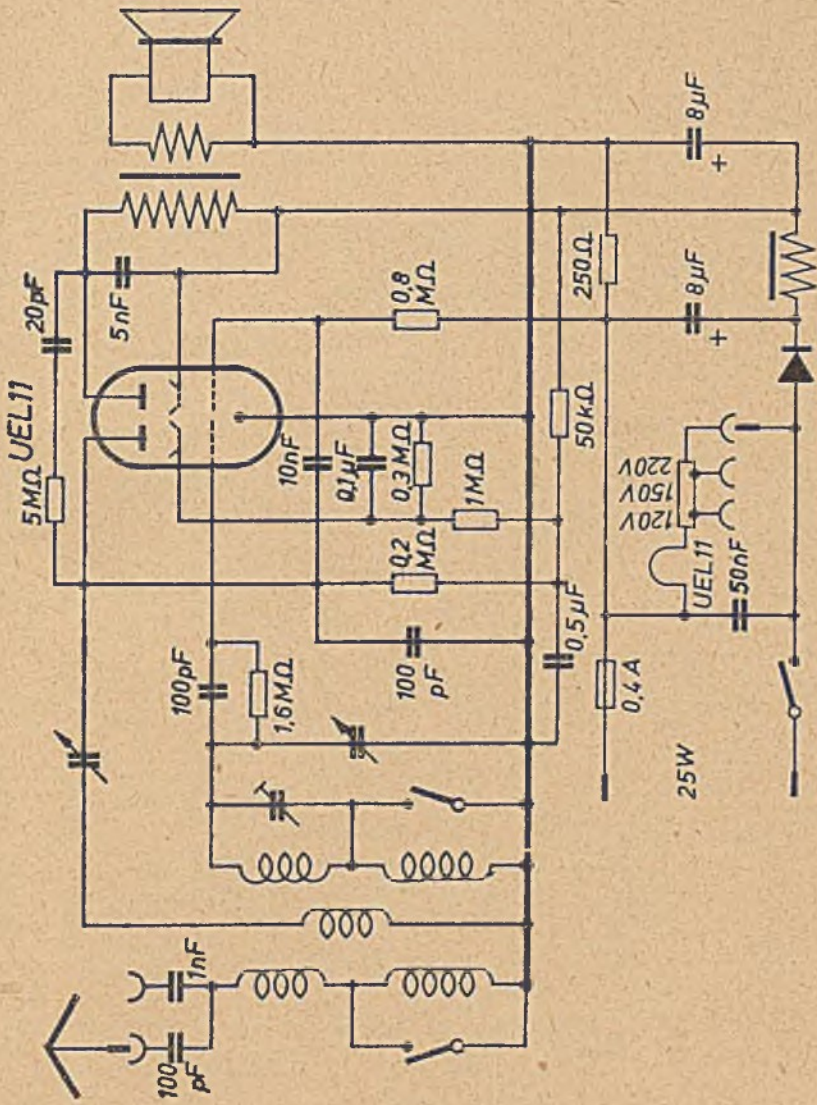 UEL11
5MΩ
20pF
5nF
0,8
MΩ
250Ω
8µF
+
8µF
+
10nF
0,1µF
0,3MΩ
1MΩ
50kΩ
0,2
MΩ
220V
150V
120V
UEL11
50nF
100pF
1,6MΩ
100
pF
0,5µF
0,4A
25W
1nF
100
pF